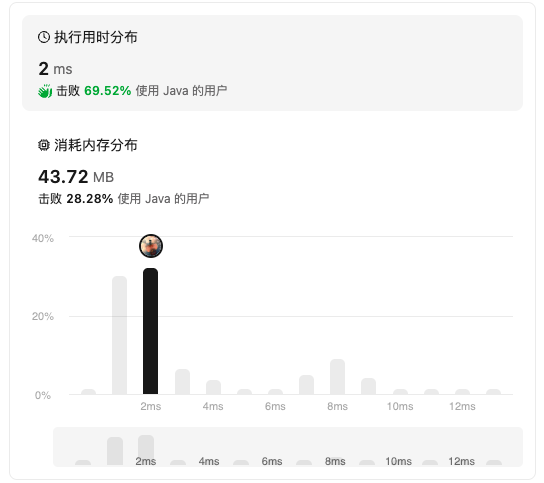 执行用时分布
2 ms
击败 69.52% 使用 Java 的用户
消耗内存分布
43.72 MB
击败 28.28% 使用 Java 的用户
40%
20%
0%
2ms 4ms 6ms 8ms 10ms 12ms
2ms 4ms 6ms 8ms 10ms 12ms